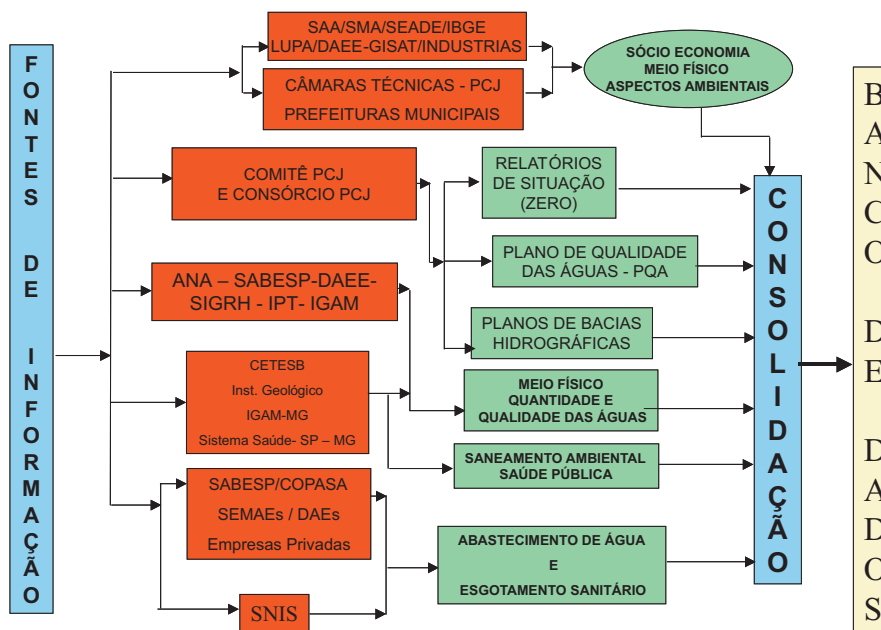 FONTES DE INFORMAÇÃO
SAA/SMA/SEADE/IBGE
LUPA/DAEE-GISAT/INDUSTRIAS
CÂMARAS TÉCNICAS - PCJ
PREFEITURAS MUNICIPAIS
SÓCIO ECONOMIA
MEIO FÍSICO
ASPECTOS AMBIENTAIS
COMITÊ PCJ
E CONSÓRCIO PCJ
RELATÓRIOS
DE SITUAÇÃO
(ZERO)
PLANO DE QUALIDADE
DAS ÁGUAS - PQA
ANA – SABESP-DAEE-
SIGRH - IPT- IGAM
PLANOS DE BACIAS
HIDROGRÁFICAS
CETESB
Inst. Geológico
IGAM-MG
Sistema Saúde- SP – MG
MEIO FÍSICO
QUANTIDADE E
QUALIDADE DAS ÁGUAS
SANEAMENTO AMBIENTAL
SAÚDE PÚBLICA
SABESP/COPASA
SEMAEs / DAEs
Empresas Privadas
SNIS
ABASTECIMENTO DE ÁGUA
E
ESGOTAMENTO SANITÁRIO
CONSOLIDAÇÃO
BANCO DE DADOS